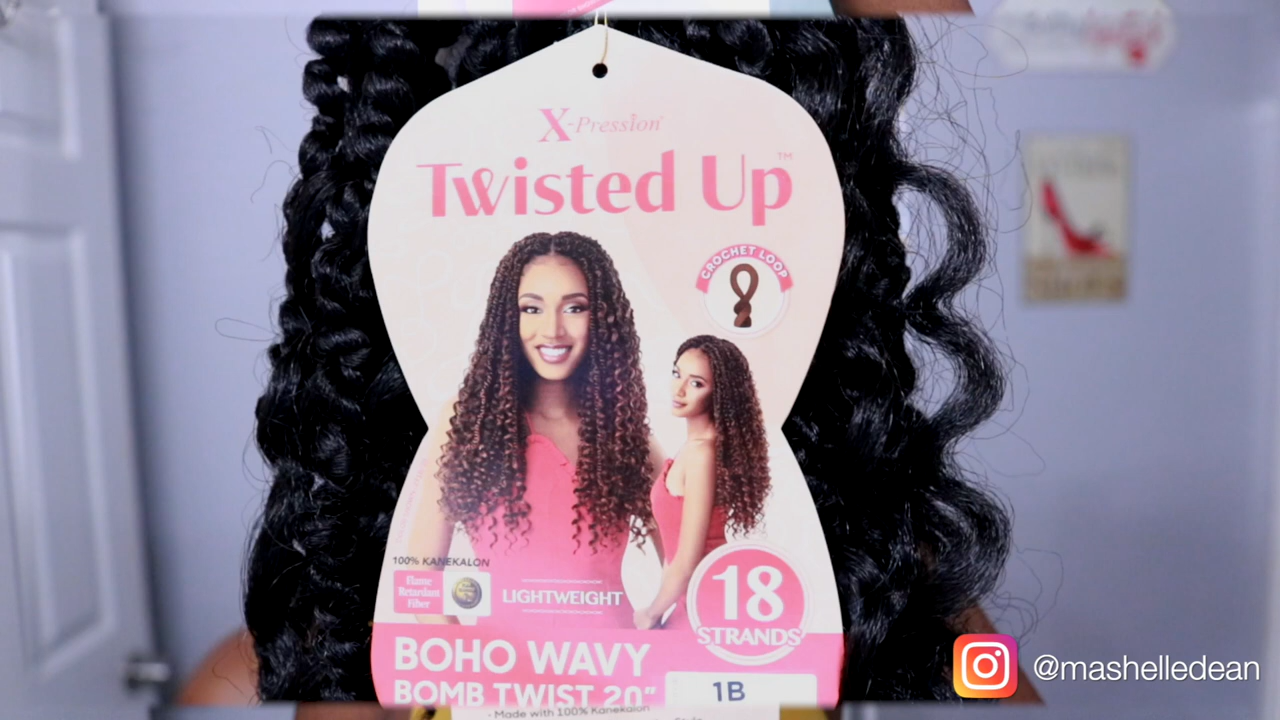 X-Pression®
Twisted Up™
CROCHET LOOP
100% KANEKALON
Flame
Retardant
Fiber
LIGHTWEIGHT
18
STRANDS
BOHO WAVY
BOMB TWIST 20"
1B
- Made with 100% Kanekalon
@mashelledean